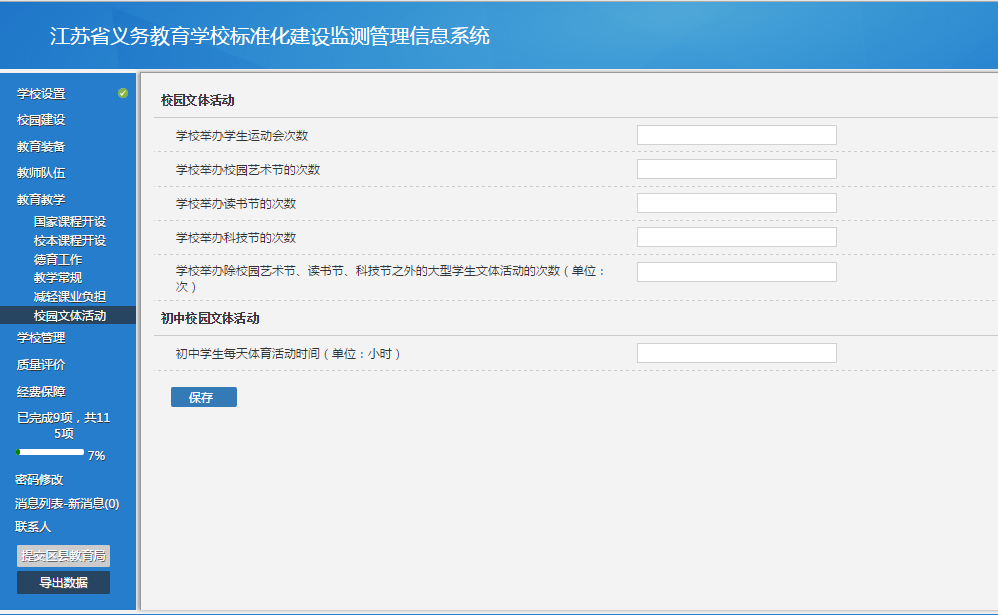 江苏省义务教育学校标准化建设监测管理信息系统
学校设置
校园建设
教育装备
教师队伍
教育教学
国家课程开设
校本课程开设
德育工作
教学常规
减轻课业负担
校园文体活动
学校管理
质量评价
经费保障
已完成9项，共11
5项
7%
密码修改
消息列表-新消息(0)
联系人
提交区县教育局
导出数据
校园文体活动
学校举办学生运动会次数
学校举办校园艺术节的次数
学校举办读书节的次数
学校举办科技节的次数
学校举办除校园艺术节、读书节、科技节之外的大型学生文体活动的次数（单位：
次）
初中校园文体活动
初中学生每天体育活动时间（单位：小时）
保存